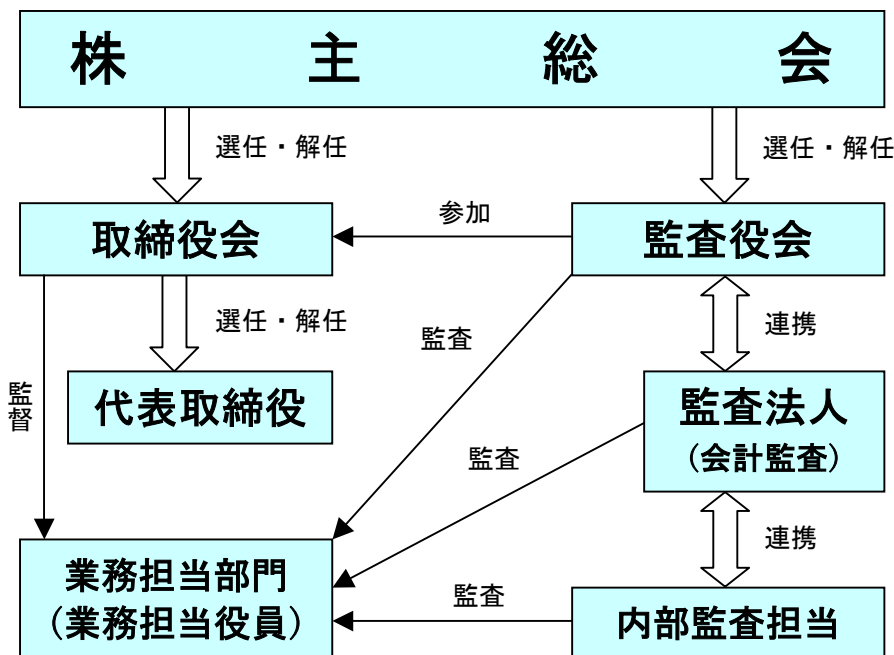 株主総会
選任・解任
選任・解任
取締役会
参加
監査役会
選任・解任
監査
連携
監督
代表取締役
監査法人
（会計監査）
監査
連携
業務担当部門
（業務担当役員）
監査
内部監査担当